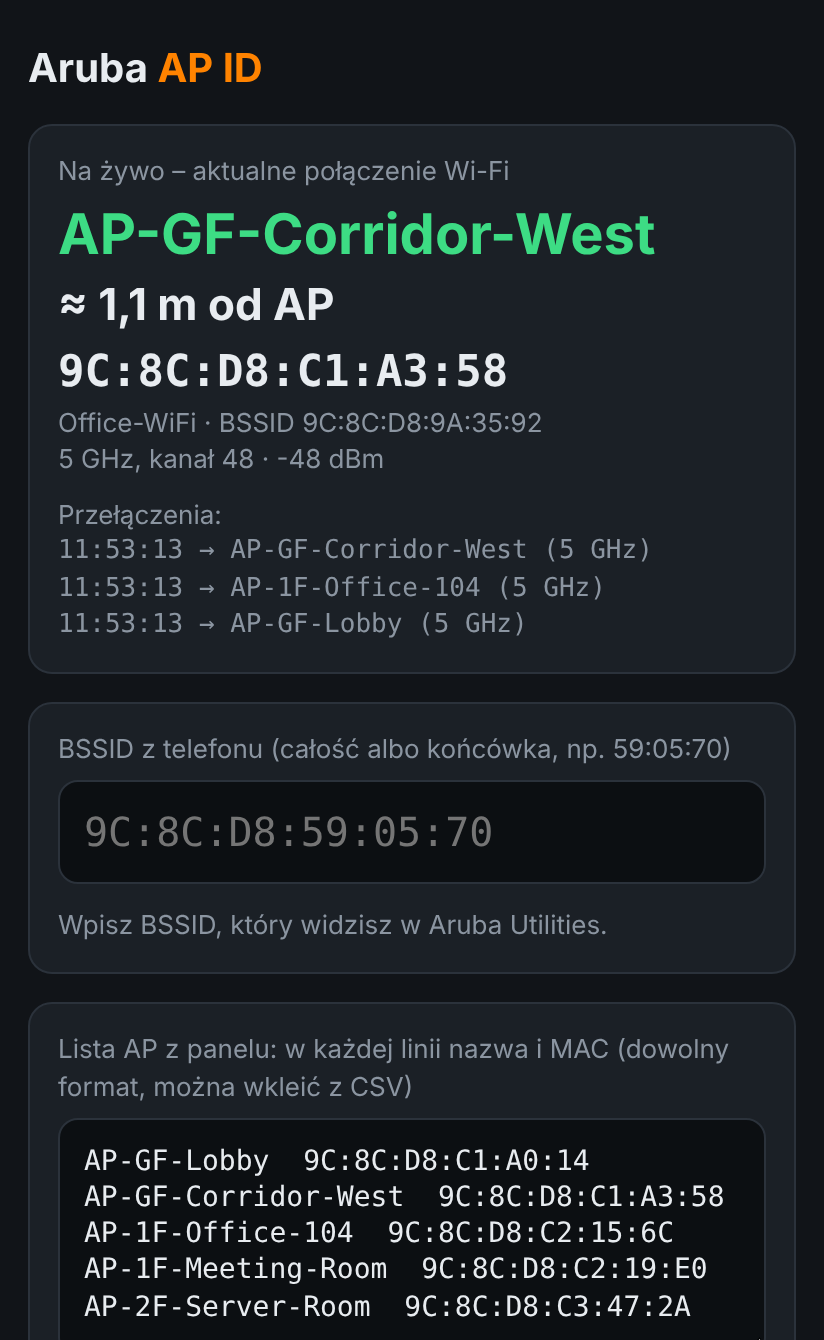 Aruba AP ID
Na żywo – aktualne połączenie Wi-Fi
AP-GF-Corridor-West
≈ 1,1 m od AP
9C:8C:D8:C1:A3:58
Office-WiFi · BSSID 9C:8C:D8:9A:35:92
5 GHz, kanał 48 · -48 dBm
Przełączenia:
11:53:13 → AP-GF-Corridor-West (5 GHz)
11:53:13 → AP-1F-Office-104 (5 GHz)
11:53:13 → AP-GF-Lobby (5 GHz)
BSSID z telefonu (całość albo końcówka, np. 59:05:70)
9C:8C:D8:59:05:70
Wpisz BSSID, który widzisz w Aruba Utilities.
Lista AP z panelu: w każdej linii nazwa i MAC (dowolny
format, można wkleić z CSV)
AP-GF-Lobby  9C:8C:D8:C1:A0:14
AP-GF-Corridor-West  9C:8C:D8:C1:A3:58
AP-1F-Office-104  9C:8C:D8:C2:15:6C
AP-1F-Meeting-Room  9C:8C:D8:C2:19:E0
AP-2F-Server-Room  9C:8C:D8:C3:47:2A